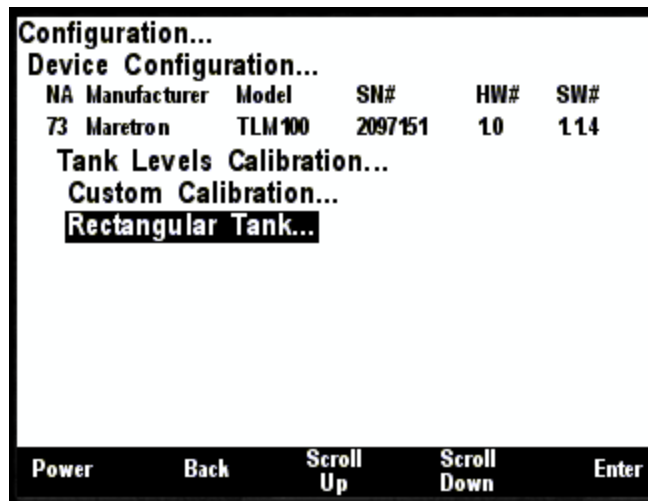 Configuration...
Device Configuration...
NA Manufacturer Model SN# HW# SW#
73 Maretron TLM100 2097151 1.0 1.1.4
Tank Levels Calibration...
Custom Calibration...
Rectangular Tank...
Power Back Scroll Up Scroll Down Enter